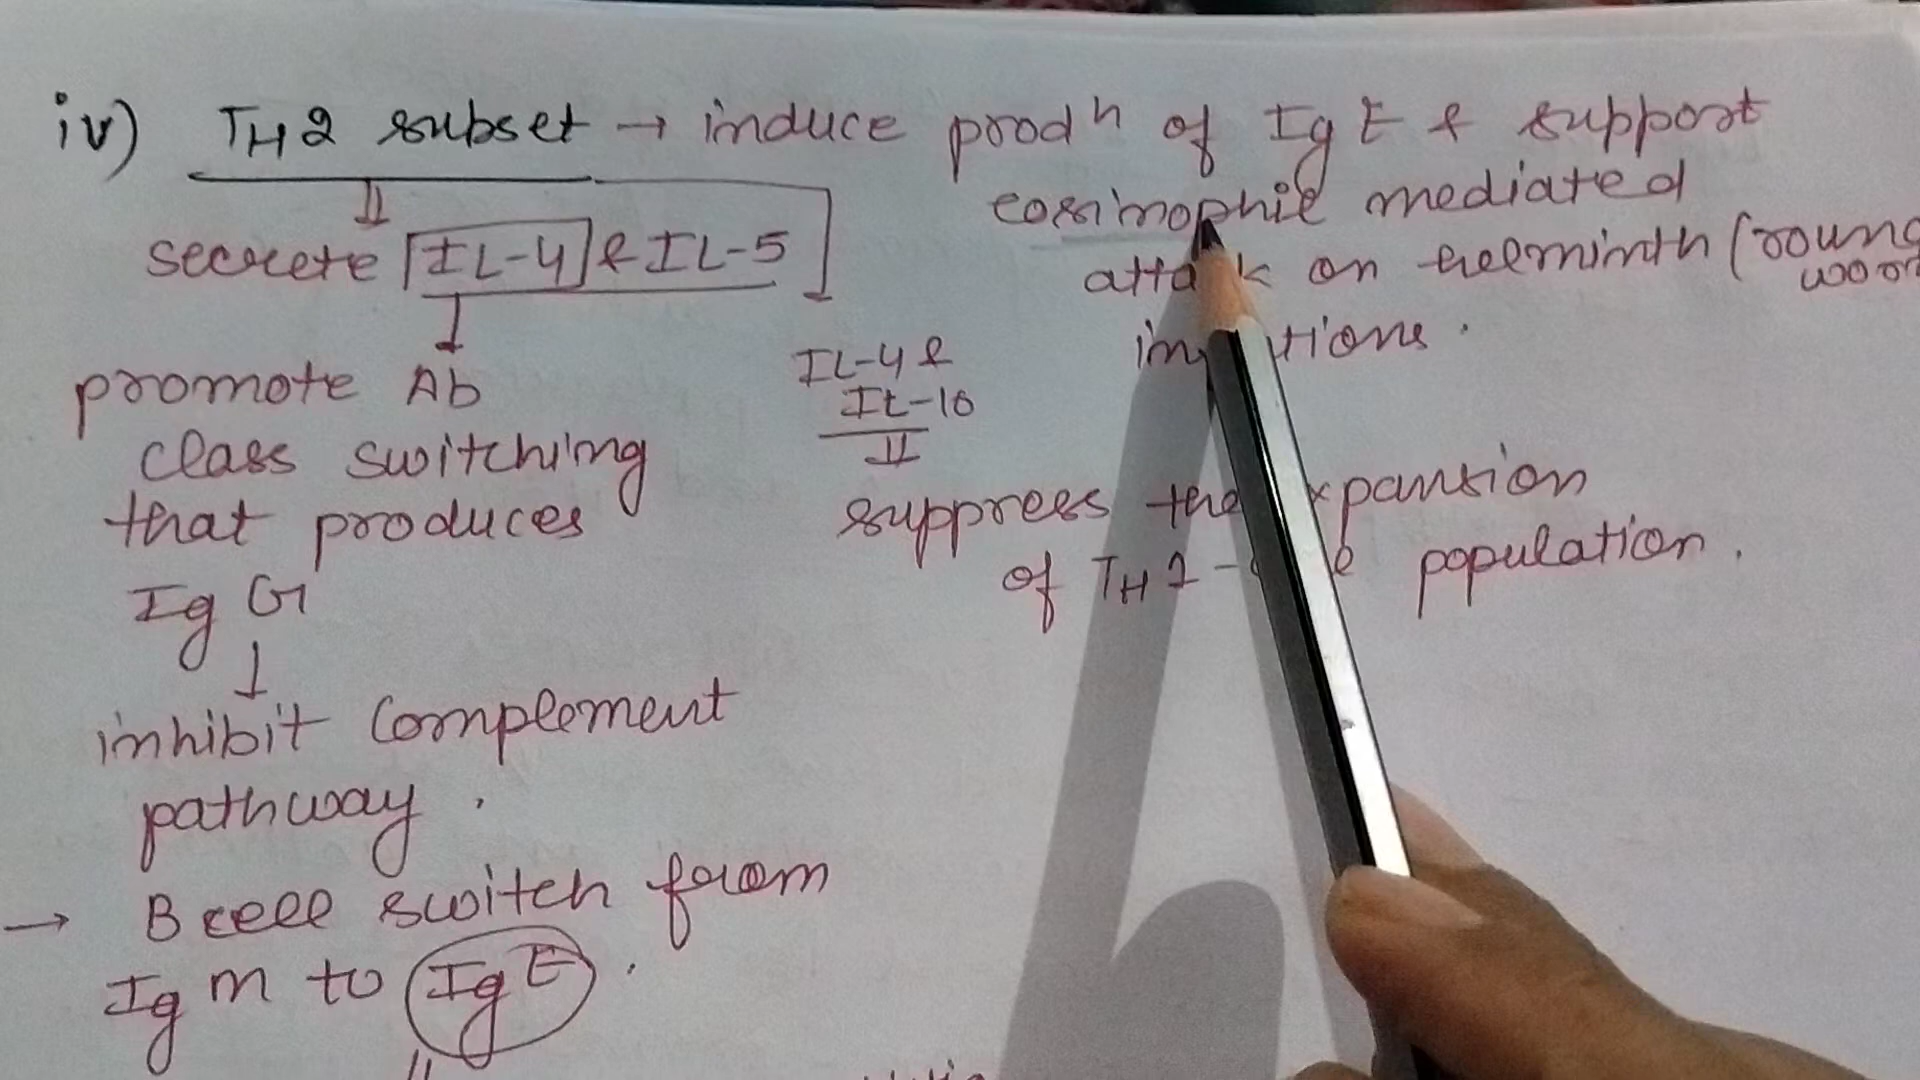 iv) TH2 subset → induce prodn of IgE & support
eosinophil mediated
attack on helminth (round
worm
secrete IL-4 & IL-5
IL-4 &
IL-10
suppress the expansion
of TH1 - population.
promote Ab
class switching
that produces
IgG
inhibit complement
pathway.
→ B cell switch from
IgM to IgE.